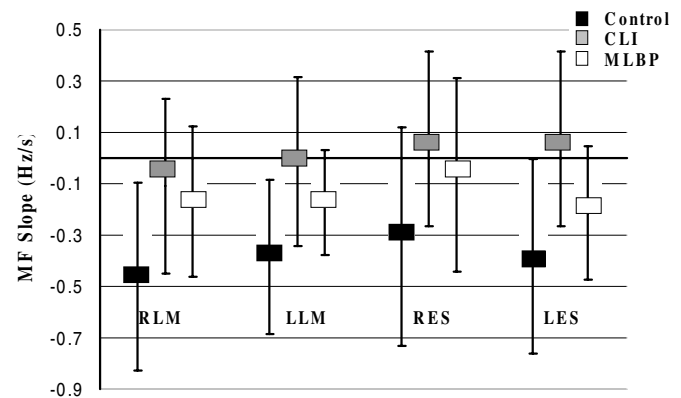 Control
CLI
MLBP
MF Slope (Hz/s)
0.5
0.3
0.1
-0.1
-0.3
-0.5
-0.7
-0.9
RLM LLM RES LES